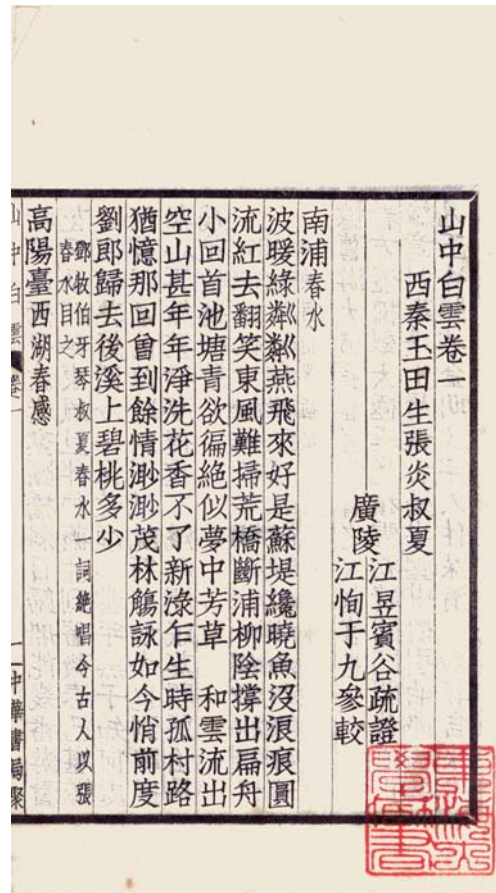 山中白雲卷一
西秦玉田生張炎叔夏
廣陵
江昱賓谷疏證
江恂于九參較
南浦春水
波暖綠粼粼燕飛來好是蘇堤纔曉魚沒浪痕圓
流紅去翻笑東風難掃荒橋斷浦柳陰撐出扁舟
小回首池塘青欲徧絕似夢中芳草　和雲流出
空山甚年年淨洗花香不了新淥乍生時孤村路
猶憶那回曾到餘情渺渺茂林觴詠如今悄前度
劉郎歸去後溪上碧桃多少
鄧牧伯牙琴叔夏春水一詞絶唱今古人以張
春水目之
高陽臺西湖春感
山中白雲　卷一
一　中華書局聚